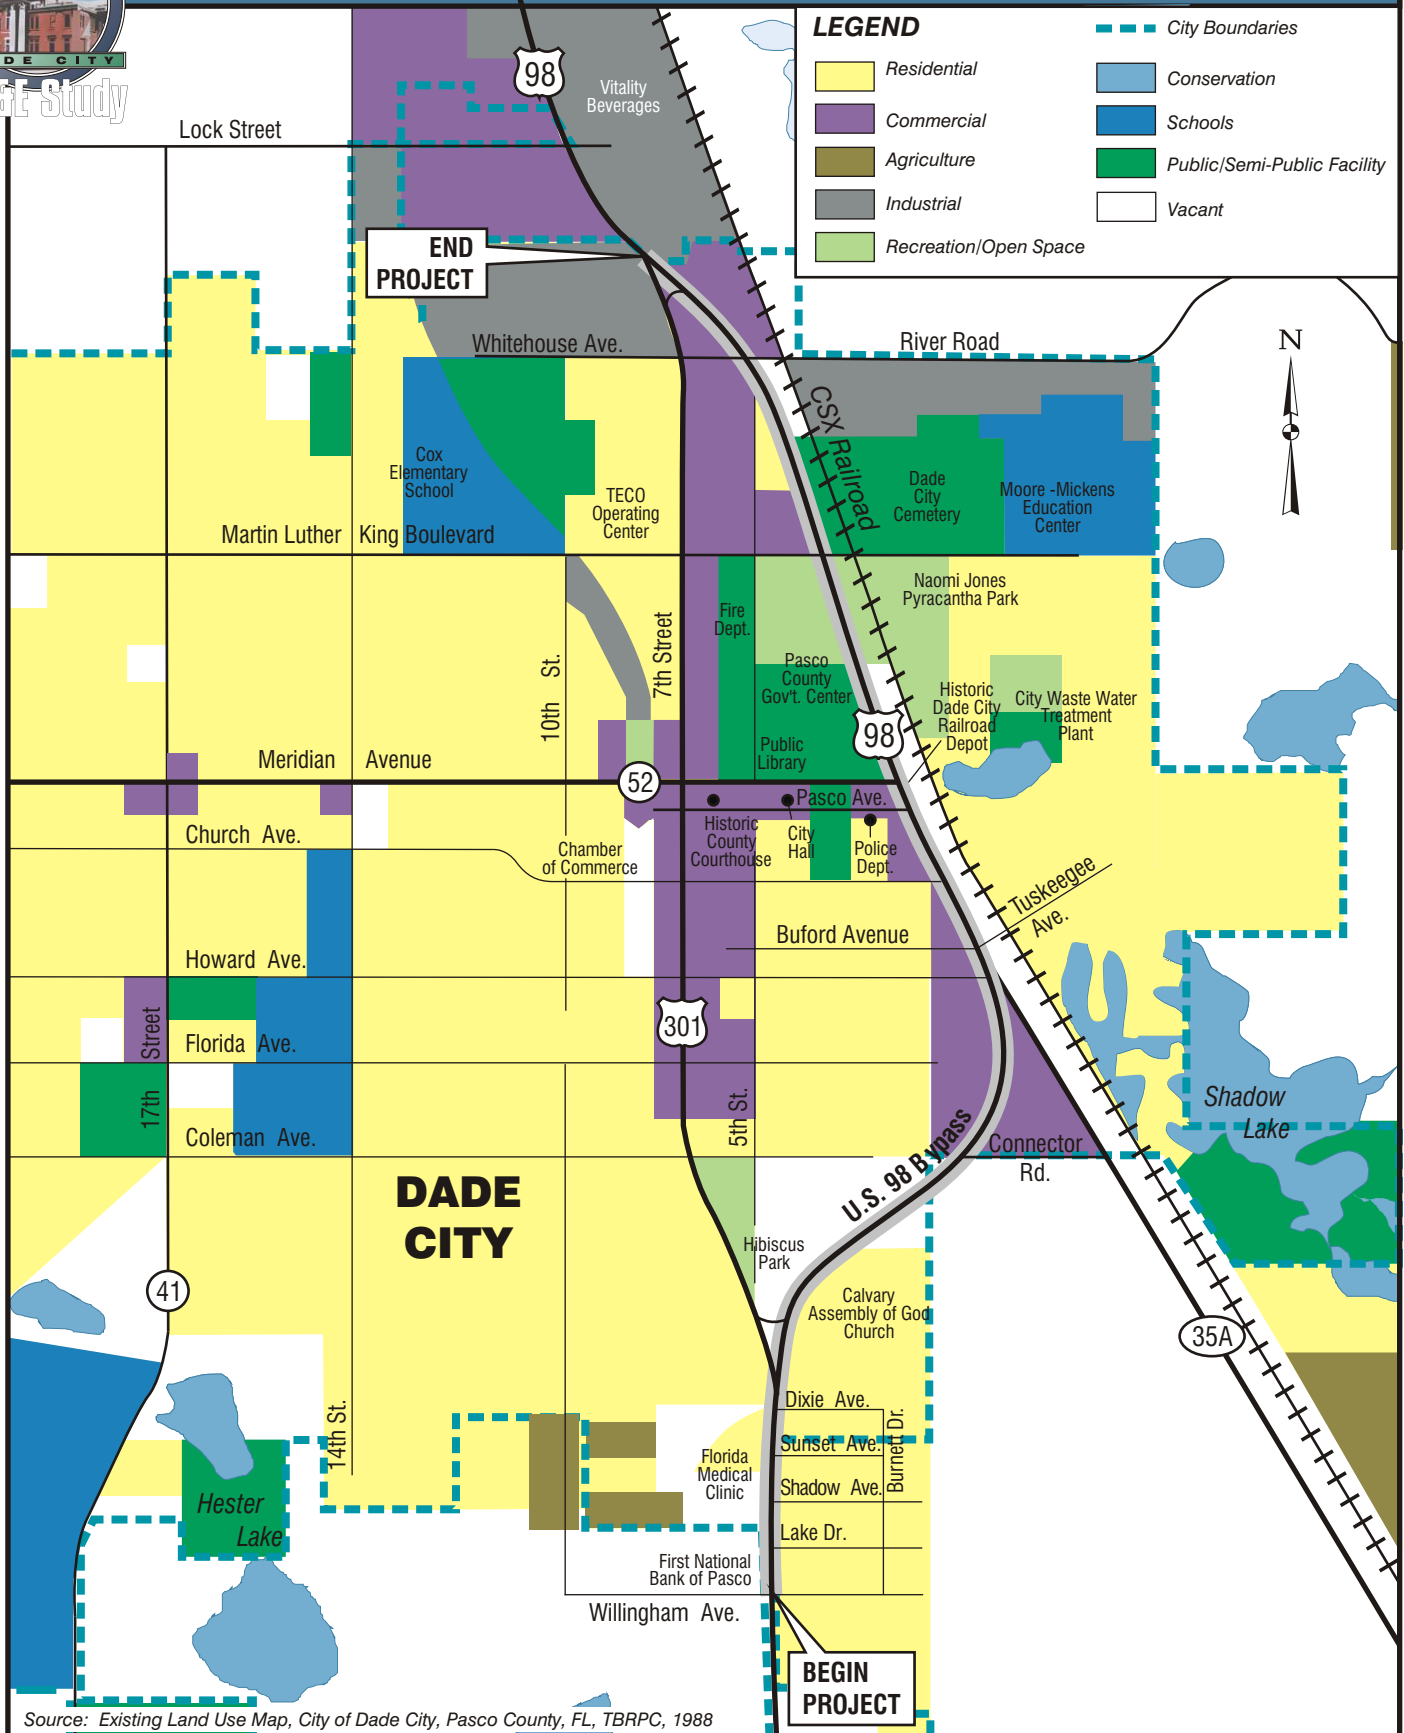 DE CITY
&E Study
LEGEND
Residential
Commercial
Agriculture
Industrial
Recreation/Open Space
City Boundaries
Conservation
Schools
Public/Semi-Public Facility
Vacant
98
Vitality
Beverages
Lock Street
END
PROJECT
Whitehouse Ave.
River Road
N
CSX Railroad
Cox
Elementary
School
TECO
Operating
Center
Dade
City
Cemetery
Moore -Mickens
Education
Center
Martin Luther King Boulevard
Naomi Jones
Pyracantha Park
Fire
Dept.
7th Street
10th St.
Pasco
County
Gov't. Center
Public
Library
98
Historic
Dade City
Railroad
Depot
City Waste Water
Treatment
Plant
Meridian Avenue
52
Pasco Ave.
Historic
County
Courthouse
City
Hall
Police
Dept.
Church Ave.
Chamber
of Commerce
Tuskeegee
Ave.
Buford Avenue
Howard Ave.
301
17th Street
Florida Ave.
5th St.
Coleman Ave.
Connector
Rd.
Shadow
Lake
U.S. 98 Bypass
DADE
CITY
Hibiscus
Park
41
Calvary
Assembly of God
Church
35A
14th St.
Dixie Ave.
Sunset Ave.
Burnett Dr.
Florida
Medical
Clinic
Shadow Ave.
Hester
Lake
Lake Dr.
First National
Bank of Pasco
Willingham Ave.
BEGIN
PROJECT
Source: Existing Land Use Map, City of Dade City, Pasco County, FL, TBRPC, 1988